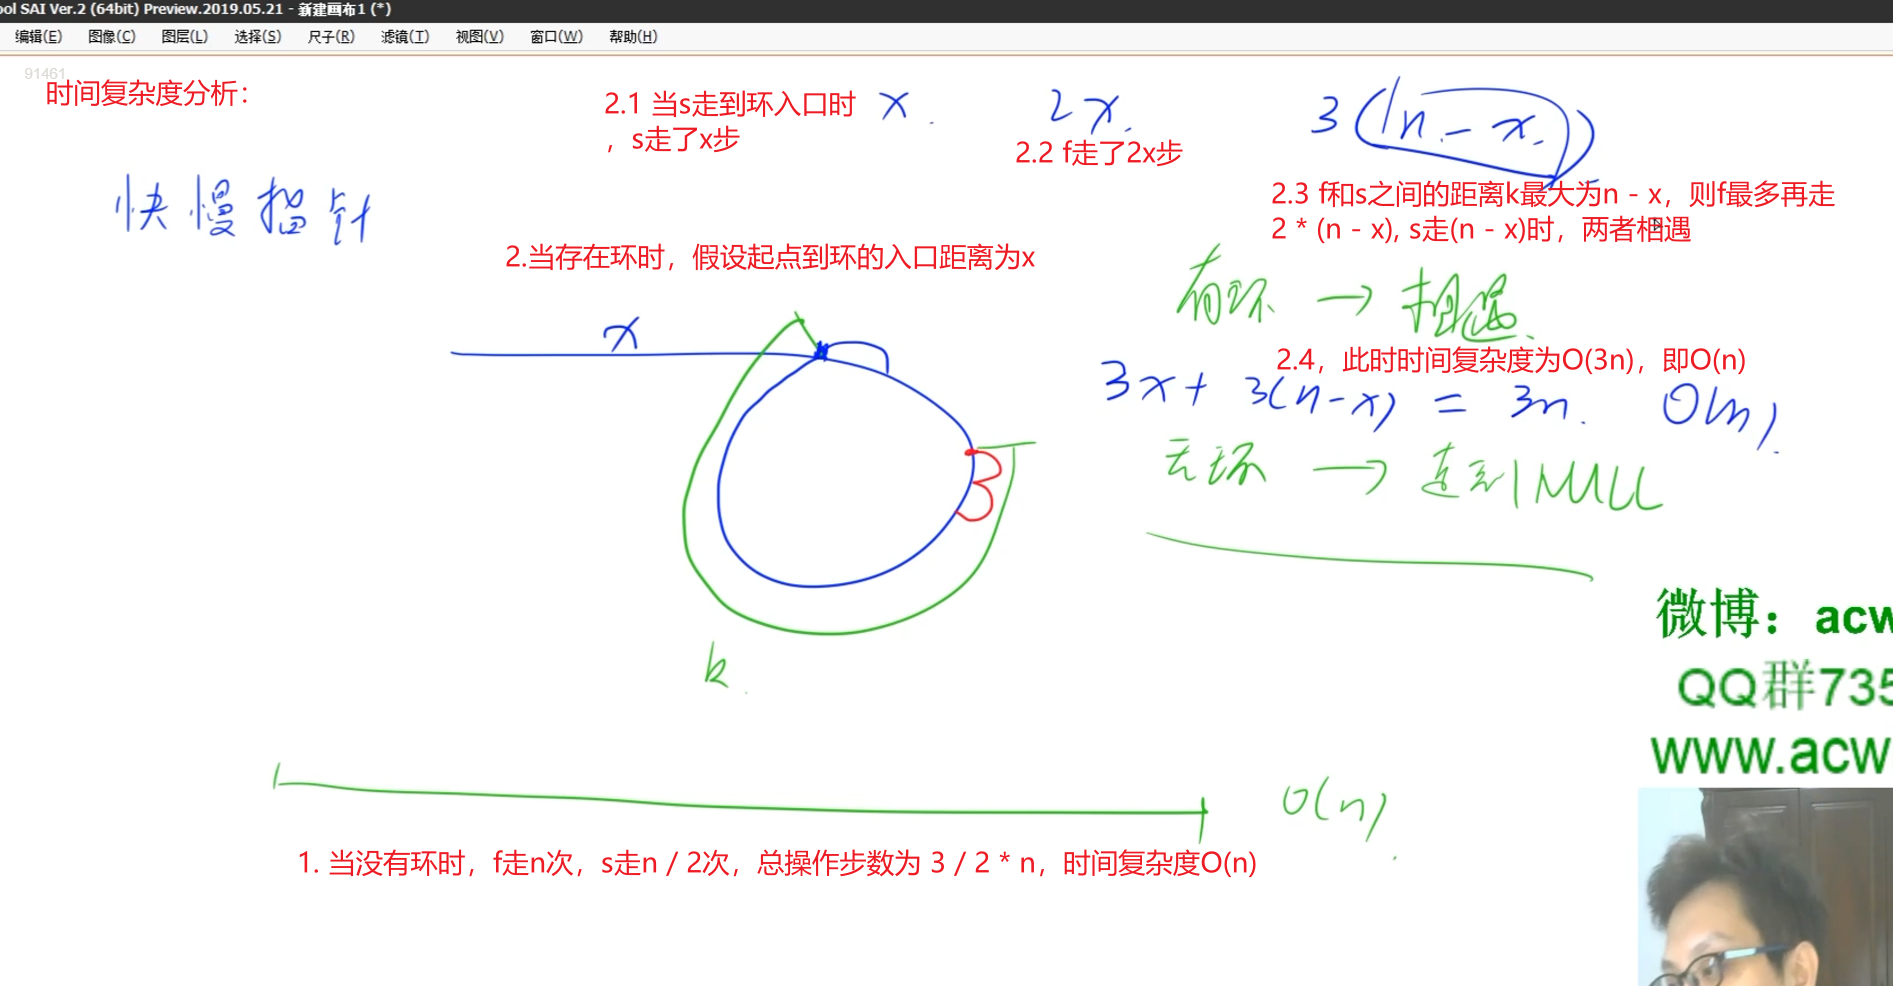 ool SAI Ver.2 (64bit) Preview.2019.05.21 - 新建画布1 (*)
编辑(E) 图像(C) 图层(L) 选择(S) 尺子(R) 滤镜(T) 视图(V) 窗口(W) 帮助(H)
91461
时间复杂度分析：
2.1 当s走到环入口时
，s走了x步
x
2x
2.2 f走了2x步
3(n-x)
2.3 f和s之间的距离k最大为n - x，则f最多再走
2 * (n - x), s走(n - x)时，两者相遇
快慢指针
2.当存在环时，假设起点到环的入口距离为x
有环 → 相遇
x
2.4，此时时间复杂度为O(3n)，即O(n)
3x+ 3(n-x) = 3n. O(n)
无环 → 走到NULL
k
微博：acw
QQ群735
www.acw
O(n)
1. 当没有环时，f走n次，s走n / 2次，总操作步数为 3 / 2 * n，时间复杂度O(n)